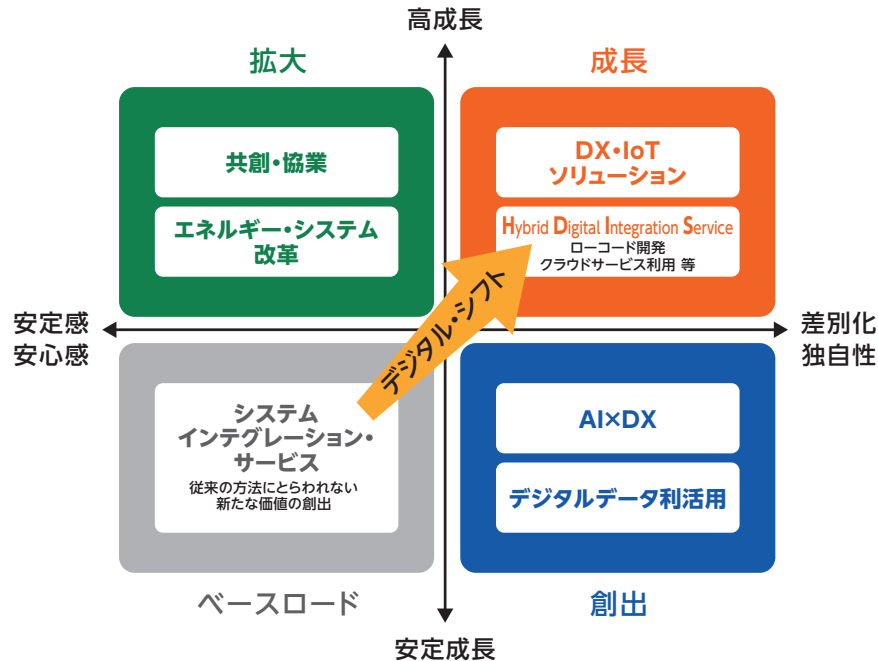 高成長
拡大
成長
共創・協業
エネルギー・システム
改革
DX・IoT
ソリューション
Hybrid Digital Integration Service
ローコード開発
クラウドサービス利用 等
デジタル・シフト
安定感
安心感
差別化
独自性
システム
インテグレーション・
サービス
従来の方法にとらわれない
新たな価値の創出
AI×DX
デジタルデータ利活用
ベースロード
創出
安定成長